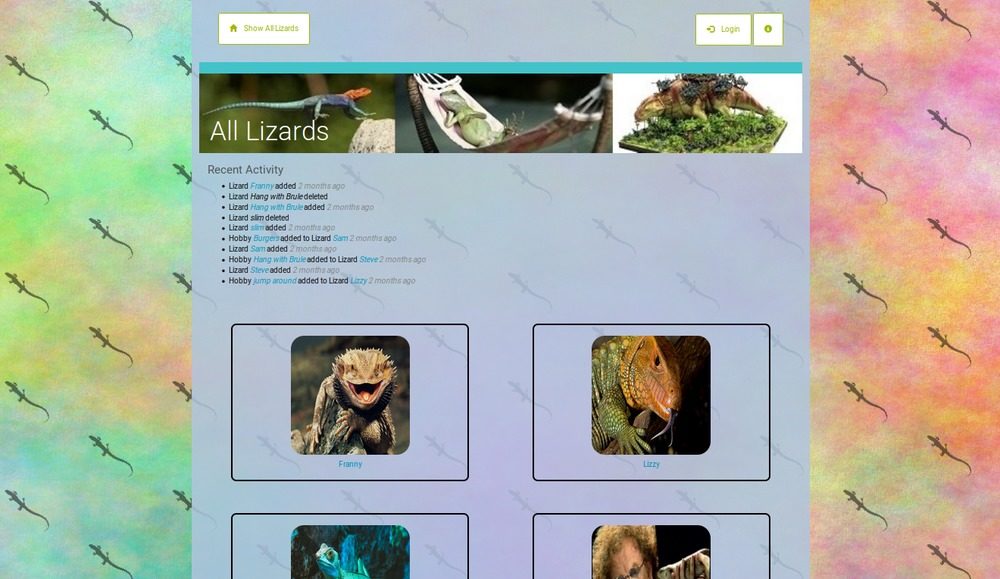 Show All Lizards
Login
All Lizards
Recent Activity
Lizard Franny added 2 months ago
Lizard Hang with Brule deleted
Lizard Hang with Brule added 2 months ago
Lizard slim deleted
Lizard slim added 2 months ago
Hobby Burgers added to Lizard Sam 2 months ago
Lizard Sam added 2 months ago
Hobby Hang with Brule added to Lizard Steve 2 months ago
Lizard Steve added 2 months ago
Hobby jump around added to Lizard Lizzy 2 months ago
Franny
Lizzy